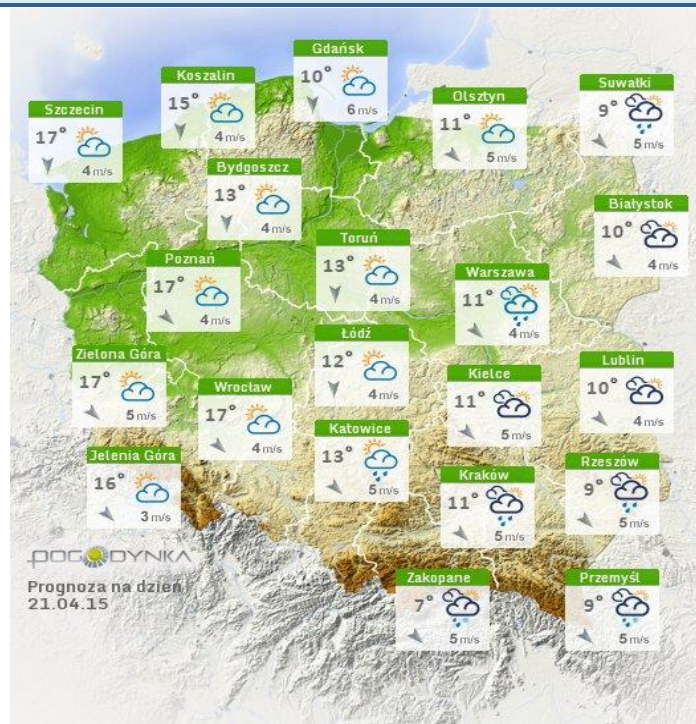 Gdańsk
10°
6 m/s
Koszalin
15°
4 m/s
Suwałki
9°
5 m/s
Olsztyn
11°
5 m/s
Szczecin
17°
4 m/s
Bydgoszcz
13°
4 m/s
Białystok
10°
4 m/s
Toruń
13°
4 m/s
Poznań
17°
4 m/s
Warszawa
11°
4 m/s
Łódź
12°
4 m/s
Zielona Góra
17°
5 m/s
Lublin
10°
4 m/s
Kielce
11°
5 m/s
Wrocław
17°
4 m/s
Katowice
13°
5 m/s
Jelenia Góra
16°
3 m/s
Rzeszów
9°
5 m/s
Kraków
11°
5 m/s
POGODYNKA
Prognoza na dzień
21.04.15
Zakopane
7°
5 m/s
Przemyśl
9°
5 m/s